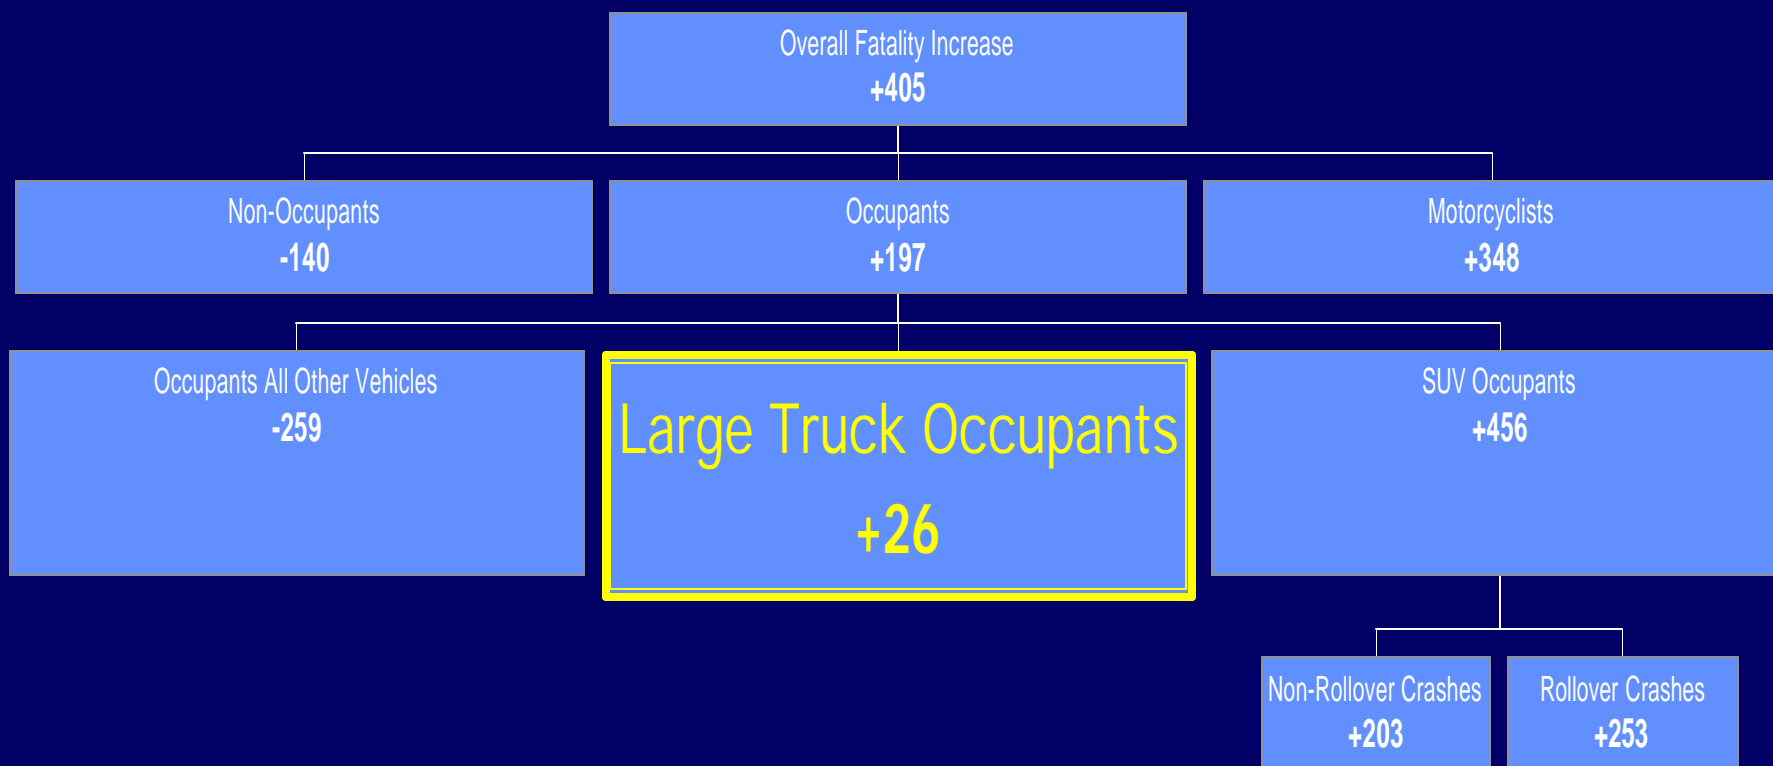 Overall Fatality Increase
+405
Non-Occupants
-140
Occupants
+197
Motorcyclists
+348
Occupants All Other Vehicles
-259
Large Truck Occupants
+26
SUV Occupants
+456
Non-Rollover Crashes
+203
Rollover Crashes
+253